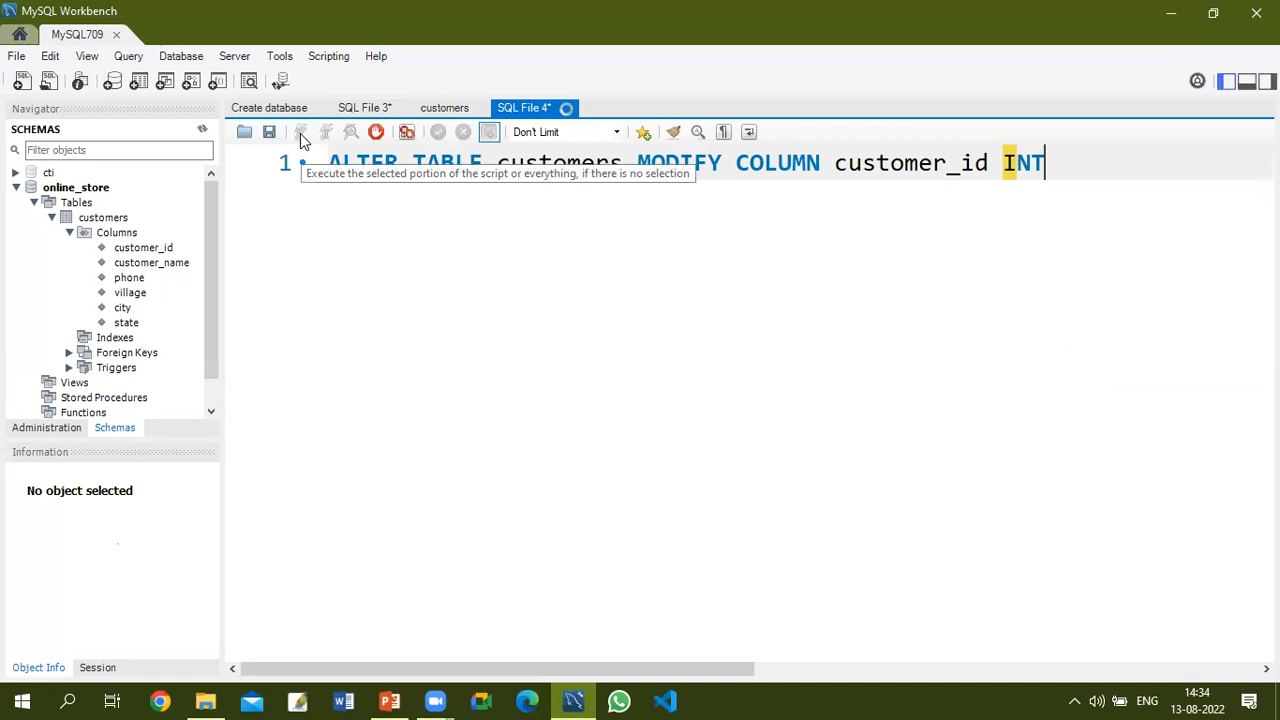 MySQL Workbench
MySQL709
File Edit View Query Database Server Tools Scripting Help
Navigator
SCHEMAS
Filter objects
cti
online_store
Tables
customers
Columns
customer_id
customer_name
phone
village
city
state
Indexes
Foreign Keys
Triggers
Views
Stored Procedures
Functions
Administration Schemas
Information
No object selected
Object Info Session
Create database SQL File 3* customers SQL File 4*
Don't Limit
1 ALTER TABLE customers MODIFY COLUMN customer_id INT
Execute the selected portion of the script or everything, if there is no selection
ENG
14:34
13-08-2022